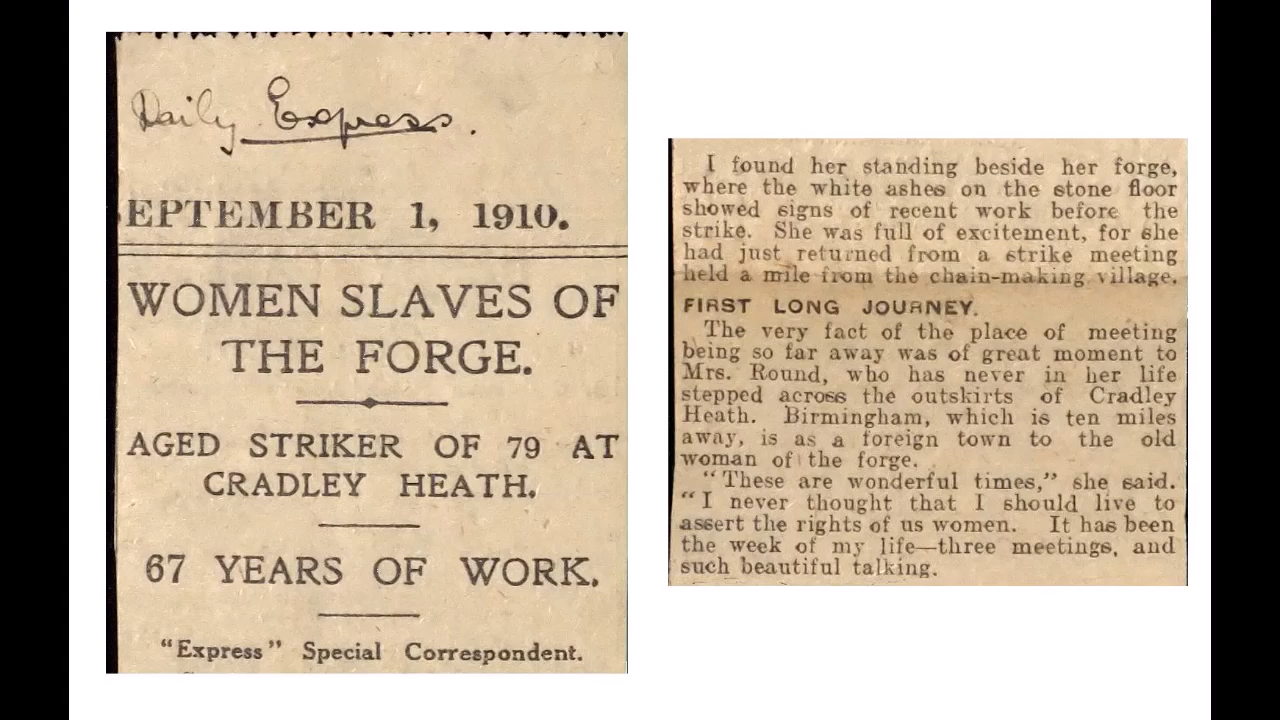 Daily Express.
EPTEMBER 1, 1910.
WOMEN SLAVES OF
THE FORGE.
AGED STRIKER OF 79 AT
CRADLEY HEATH.
67 YEARS OF WORK.
"Express" Special Correspondent.
I found her standing beside her forge,
where the white ashes on the stone floor
showed signs of recent work before the
strike. She was full of excitement, for she
had just returned from a strike meeting
held a mile from the chain-making village.
FIRST LONG JOURNEY.
The very fact of the place of meeting
being so far away was of great moment to
Mrs. Round, who has never in her life
stepped across the outskirts of Cradley
Heath. Birmingham, which is ten miles
away, is as a foreign town to the old
woman of the forge.
"These are wonderful times," she said.
"I never thought that I should live to
assert the rights of us women. It has been
the week of my life—three meetings, and
such beautiful talking.